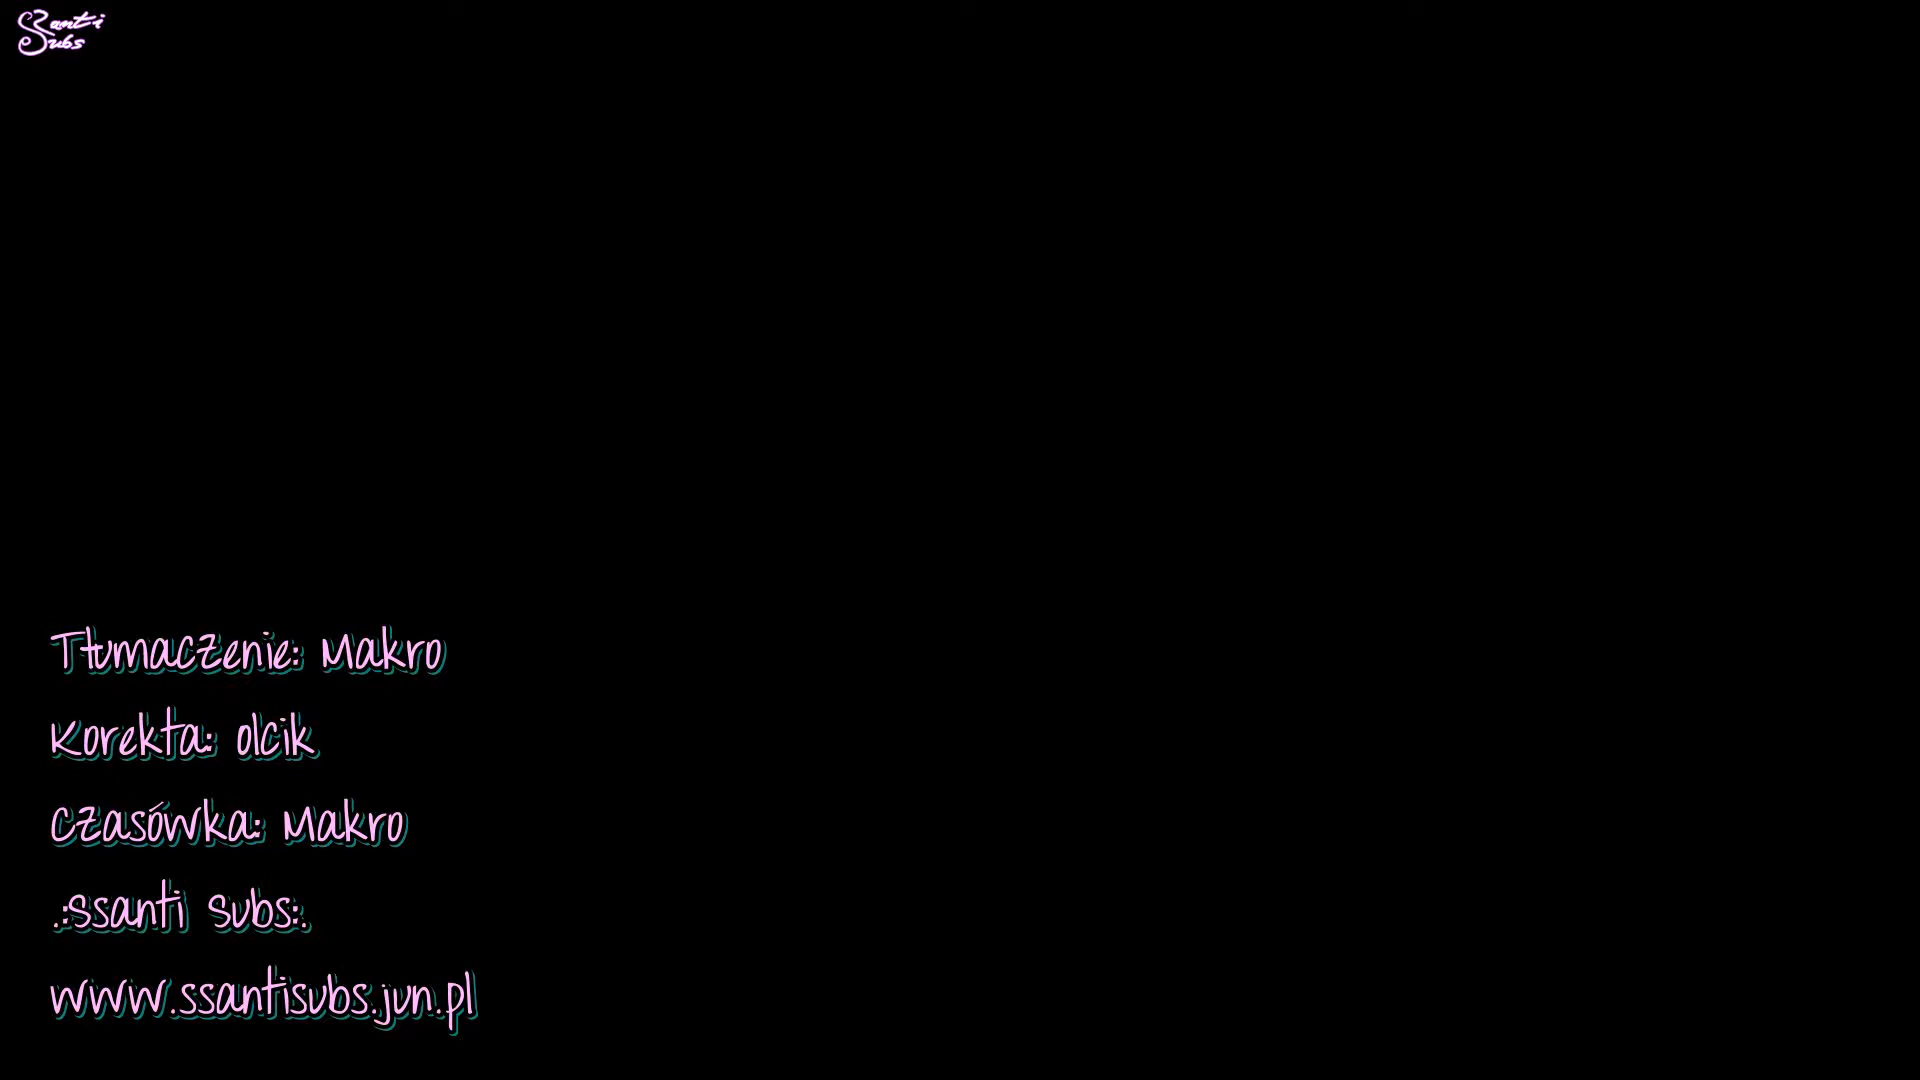 Ssanti
Subs
Tłumaczenie: Makro
Korekta: olcik
Czasówka: Makro
.:Ssanti Subs:.
www.ssantisubs.jun.pl